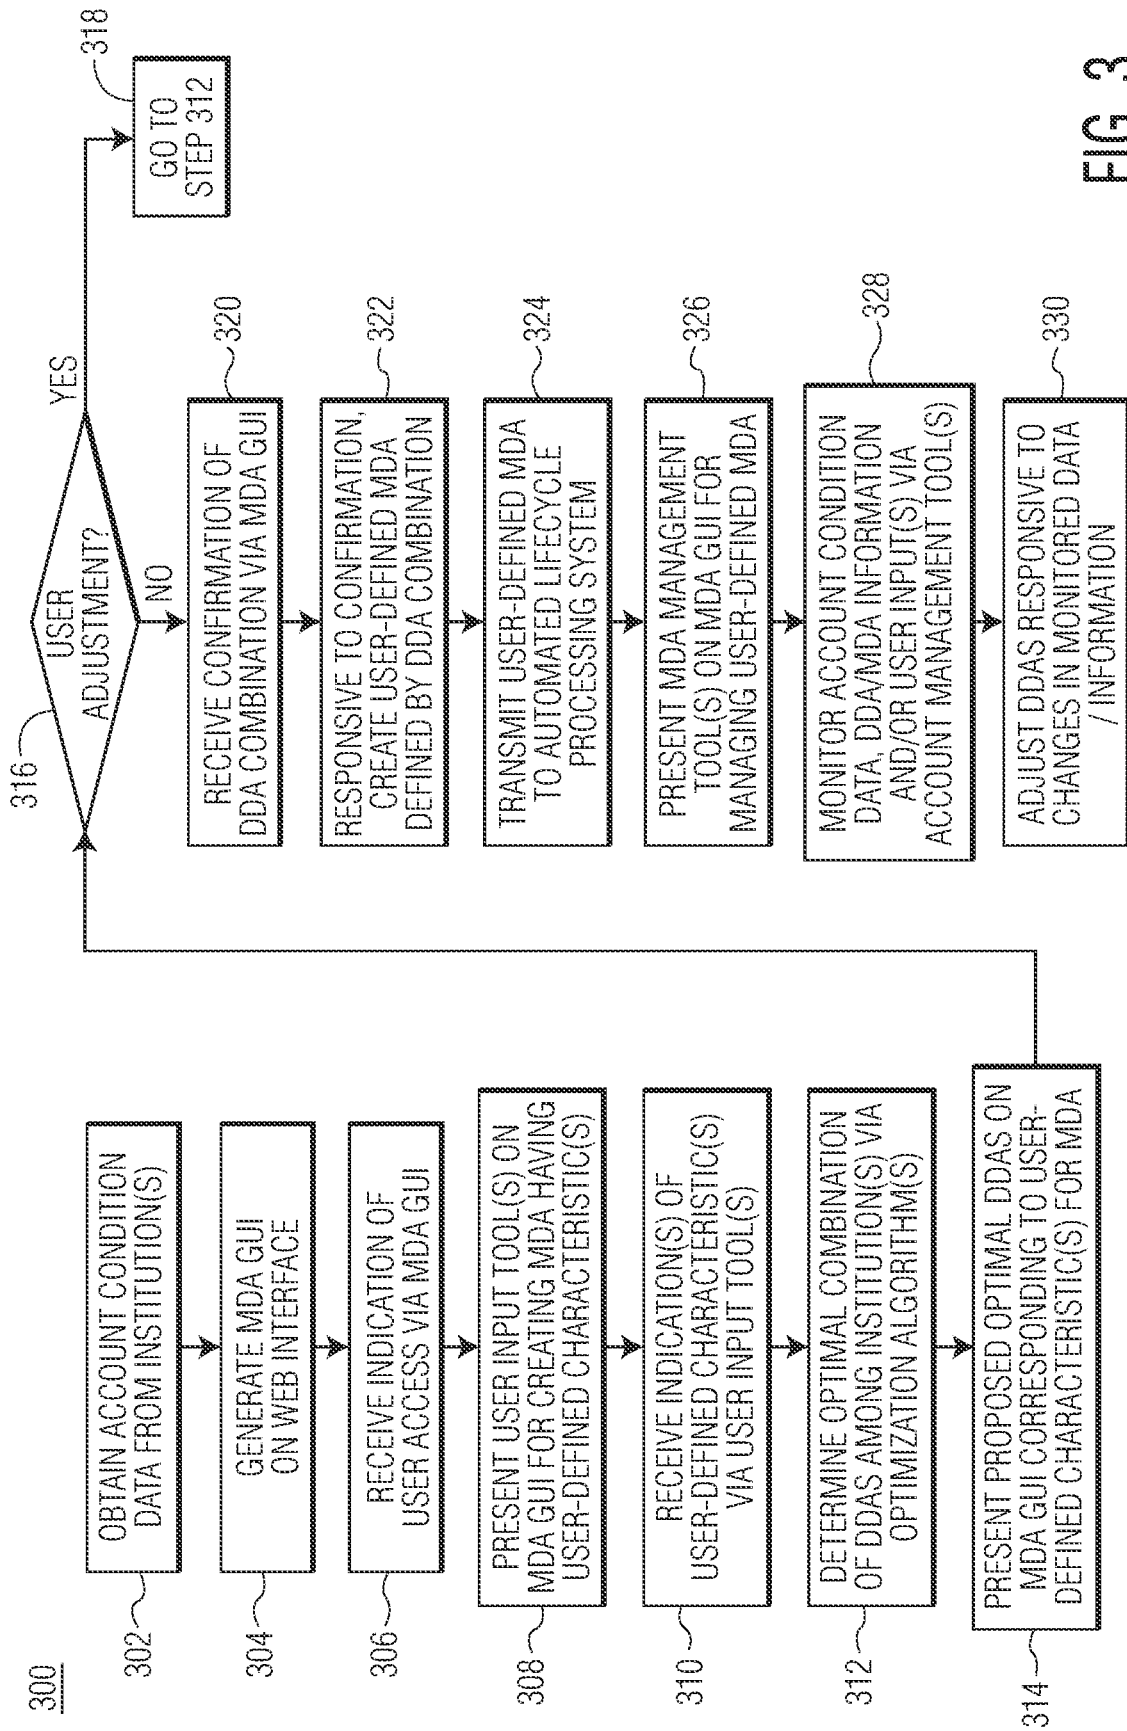 300
302
OBTAIN ACCOUNT CONDITION
DATA FROM INSTITUTION(S)
304
GENERATE MDA GUI
ON WEB INTERFACE
306
RECEIVE INDICATION OF
USER ACCESS VIA MDA GUI
308
PRESENT USER INPUT TOOL(S) ON
MDA GUI FOR CREATING MDA HAVING
USER-DEFINED CHARACTERISTIC(S)
310
RECEIVE INDICATION(S) OF
USER-DEFINED CHARACTERISTIC(S)
VIA USER INPUT TOOL(S)
312
DETERMINE OPTIMAL COMBINATION
OF DDAS AMONG INSTITUTION(S) VIA
OPTIMIZATION ALGORITHM(S)
314
PRESENT PROPOSED OPTIMAL DDAS ON
MDA GUI CORRESPONDING TO USER-
DEFINED CHARACTERISTIC(S) FOR MDA
316
USER
ADJUSTMENT?
YES
NO
318
GO TO
STEP 312
320
RECEIVE CONFIRMATION OF
DDA COMBINATION VIA MDA GUI
322
RESPONSIVE TO CONFIRMATION,
CREATE USER-DEFINED MDA
DEFINED BY DDA COMBINATION
324
TRANSMIT USER-DEFINED MDA
TO AUTOMATED LIFECYCLE
PROCESSING SYSTEM
326
PRESENT MDA MANAGEMENT
TOOL(S) ON MDA GUI FOR
MANAGING USER-DEFINED MDA
328
MONITOR ACCOUNT CONDITION
DATA, DDA/MDA INFORMATION
AND/OR USER INPUT(S) VIA
ACCOUNT MANAGEMENT TOOL(S)
330
ADJUST DDAS RESPONSIVE TO
CHANGES IN MONITORED DATA
/ INFORMATION
FIG. 3